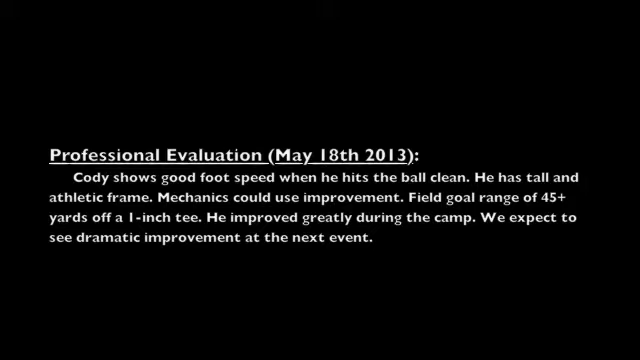 Professional Evaluation (May 18th 2013):
Cody shows good foot speed when he hits the ball clean. He has tall and
athletic frame. Mechanics could use improvement. Field goal range of 45+
yards off a 1-inch tee. He improved greatly during the camp. We expect to
see dramatic improvement at the next event.